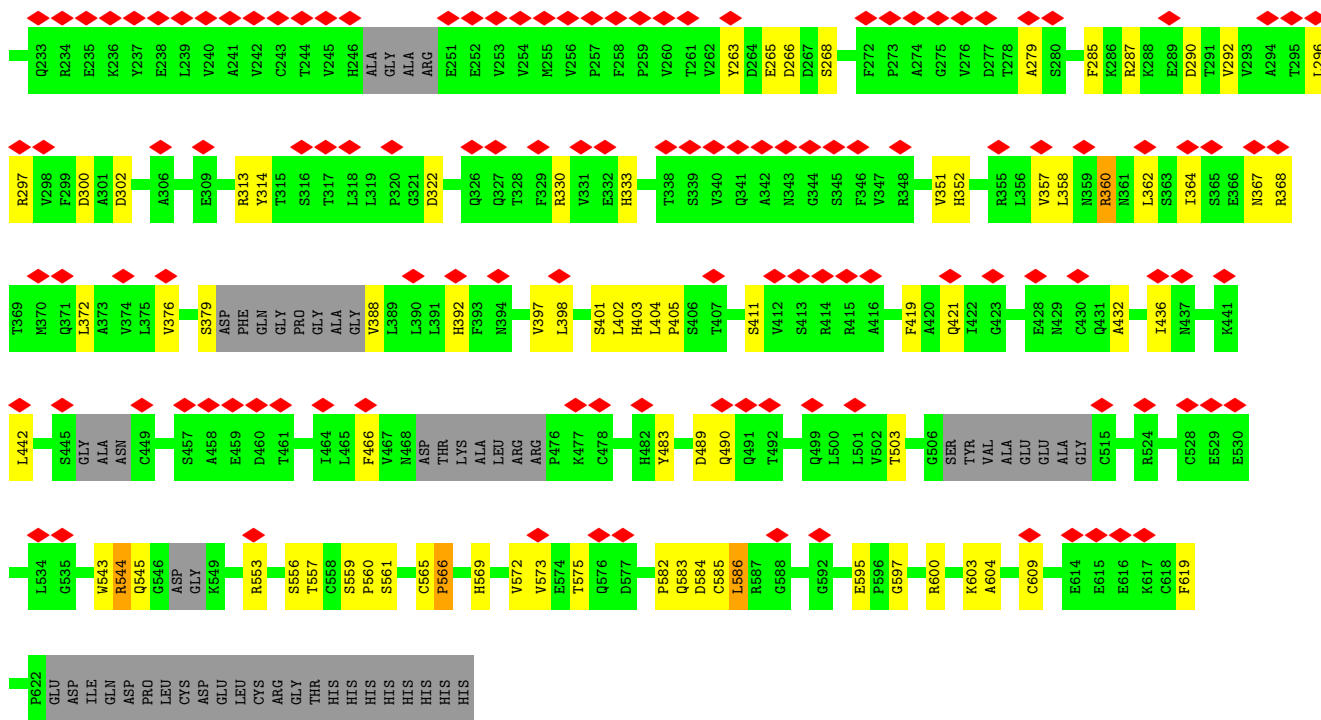 Q233 R234 E235 K236 Y237 E238 L239 V240 A241 V242 C243 T244 V245 H246 ALA GLY ALA ARG E251 E252 V253 V254 M255 V256 P257 F258 P259 V260 T261 V262 Y263 D264 E265 D266 D267 S268 F272 P273 A274 G275 V276 D277 T278 A279 S280 F285 K286 R287 K288 E289 D290 T291 V292 V293 A294 T295 L296
R297 V298 F299 D300 A301 D302 A306 E309 R313 Y314 T315 S316 T317 L318 L319 P320 G321 D322 Q326 Q327 T328 F329 R330 V331 E332 H333 T338 S339 V340 Q341 A342 N343 G344 S345 F346 V347 R348 V351 H352 R355 L356 V357 L358 N359 R360 N361 L362 S363 I364 S365 E366 N367 R368
T369 M370 Q371 L372 A373 V374 L375 V376 S379 ASP PHE GLN GLY PRO GLY ALA GLY V388 L389 L390 L391 H392 F393 N394 V397 L398 S401 L402 H403 L404 P405 S406 T407 S411 V412 S413 R414 R415 A416 F419 A420 Q421 I422 G423 E428 N429 C430 Q431 A432 I436 N437 K441
L442 S445 GLY ALA ASN C449 S457 A458 E459 D460 T461 I464 L465 F466 V467 N468 ASP THR LYS ALA LEU ARG ARG P476 K477 C478 H482 Y483 D489 Q490 Q491 T492 Q499 L500 L501 V502 T503 G506 SER TYR VAL ALA GLU GLU ALA GLY C515 R524 C528 E529 E530
L534 G535 W543 R544 Q545 G546 ASP GLY K549 R553 S556 T557 C558 S559 P560 S561 C565 P566 H569 V572 V573 E574 T575 Q576 D577 P582 Q583 D584 C585 L586 R587 G588 G592 E595 P596 G597 R600 K603 A604 C609 E614 E615 E616 K617 C618 F619
P622 GLU ASP ILE GLN ASP PRO LEU CYS ASP GLU LEU CYS ARG GLY THR HIS HIS HIS HIS HIS HIS HIS HIS